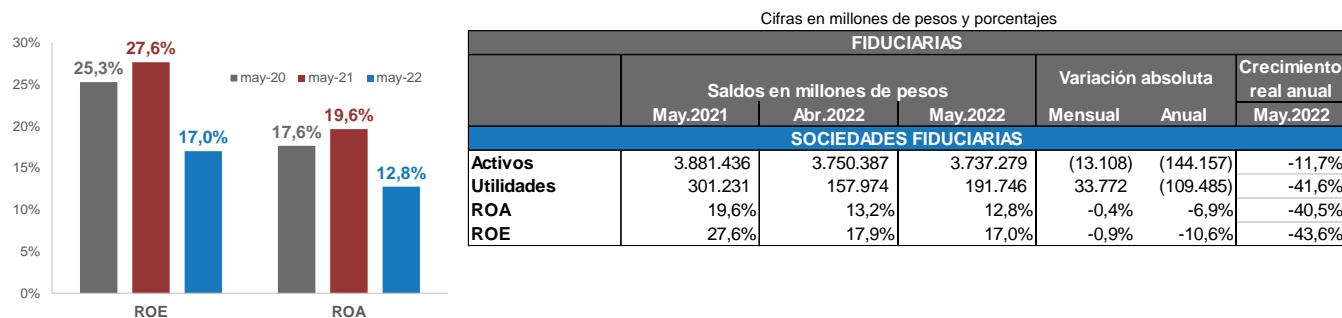 30%
25%
20%
15%
10%
5%
0%
25,3%
27,6%
17,0%
17,6%
19,6%
12,8%
may-20 may-21 may-22
ROE ROA
Cifras en millones de pesos y porcentajes
FIDUCIARIAS
Saldos en millones de pesos Variación absoluta Crecimiento real anual
May.2021 Abr.2022 May.2022 Mensual Anual May.2022
SOCIEDADES FIDUCIARIAS
Activos 3.881.436 3.750.387 3.737.279 (13.108) (144.157) -11,7%
Utilidades 301.231 157.974 191.746 33.772 (109.485) -41,6%
ROA 19,6% 13,2% 12,8% -0,4% -6,9% -40,5%
ROE 27,6% 17,9% 17,0% -0,9% -10,6% -43,6%